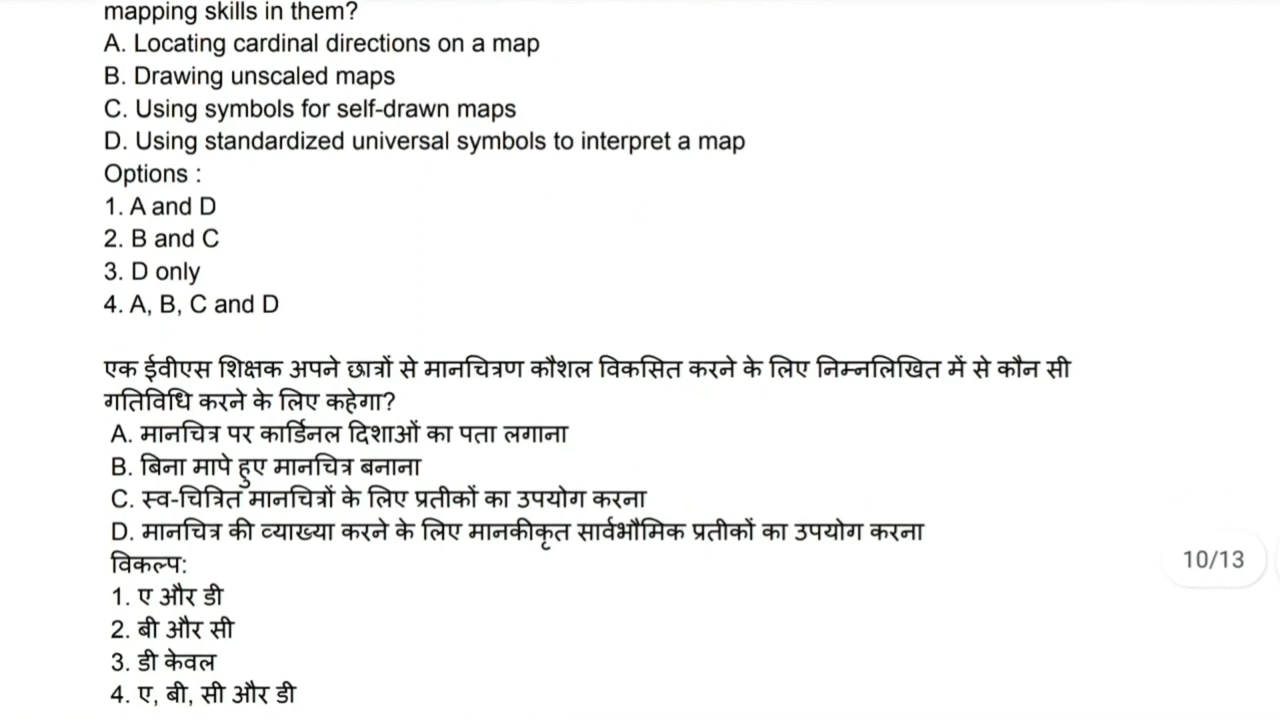 mapping skills in them?
A. Locating cardinal directions on a map
B. Drawing unscaled maps
C. Using symbols for self-drawn maps
D. Using standardized universal symbols to interpret a map
Options :
1. A and D
2. B and C
3. D only
4. A, B, C and D
एक ईवीएस शिक्षक अपने छात्रों से मानचित्रण कौशल विकसित करने के लिए निम्नलिखित में से कौन सी
गतिविधि करने के लिए कहेगा?
A. मानचित्र पर कार्डिनल दिशाओं का पता लगाना
B. बिना मापे हुए मानचित्र बनाना
C. स्व-चित्रित मानचित्रों के लिए प्रतीकों का उपयोग करना
D. मानचित्र की व्याख्या करने के लिए मानकीकृत सार्वभौमिक प्रतीकों का उपयोग करना
विकल्प:
10/13
1. ए और डी
2. बी और सी
3. डी केवल
4. ए, बी, सी और डी